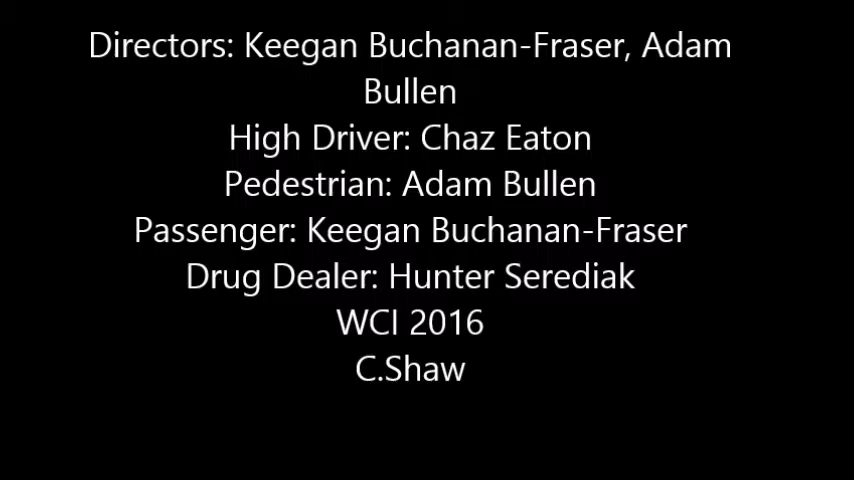 Directors: Keegan Buchanan-Fraser, Adam
Bullen
High Driver: Chaz Eaton
Pedestrian: Adam Bullen
Passenger: Keegan Buchanan-Fraser
Drug Dealer: Hunter Serediak
WCI 2016
C.Shaw